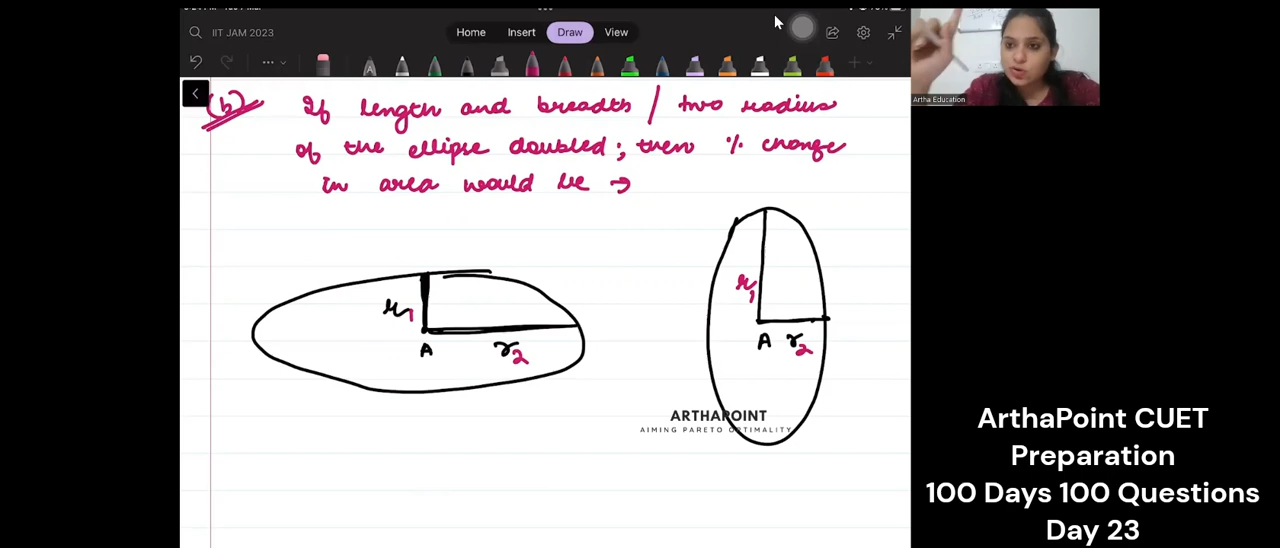 IIT JAM 2023
Home Insert Draw View
(b) If length and breadth / two radius
of the ellipse doubled; then % change
in area would be →
r1
A
r2
r1
A
r2
ARTHAPOINT
AIMING PARETO OPTIMALITY
Artha Education
ArthaPoint CUET
Preparation
100 Days 100 Questions
Day 23